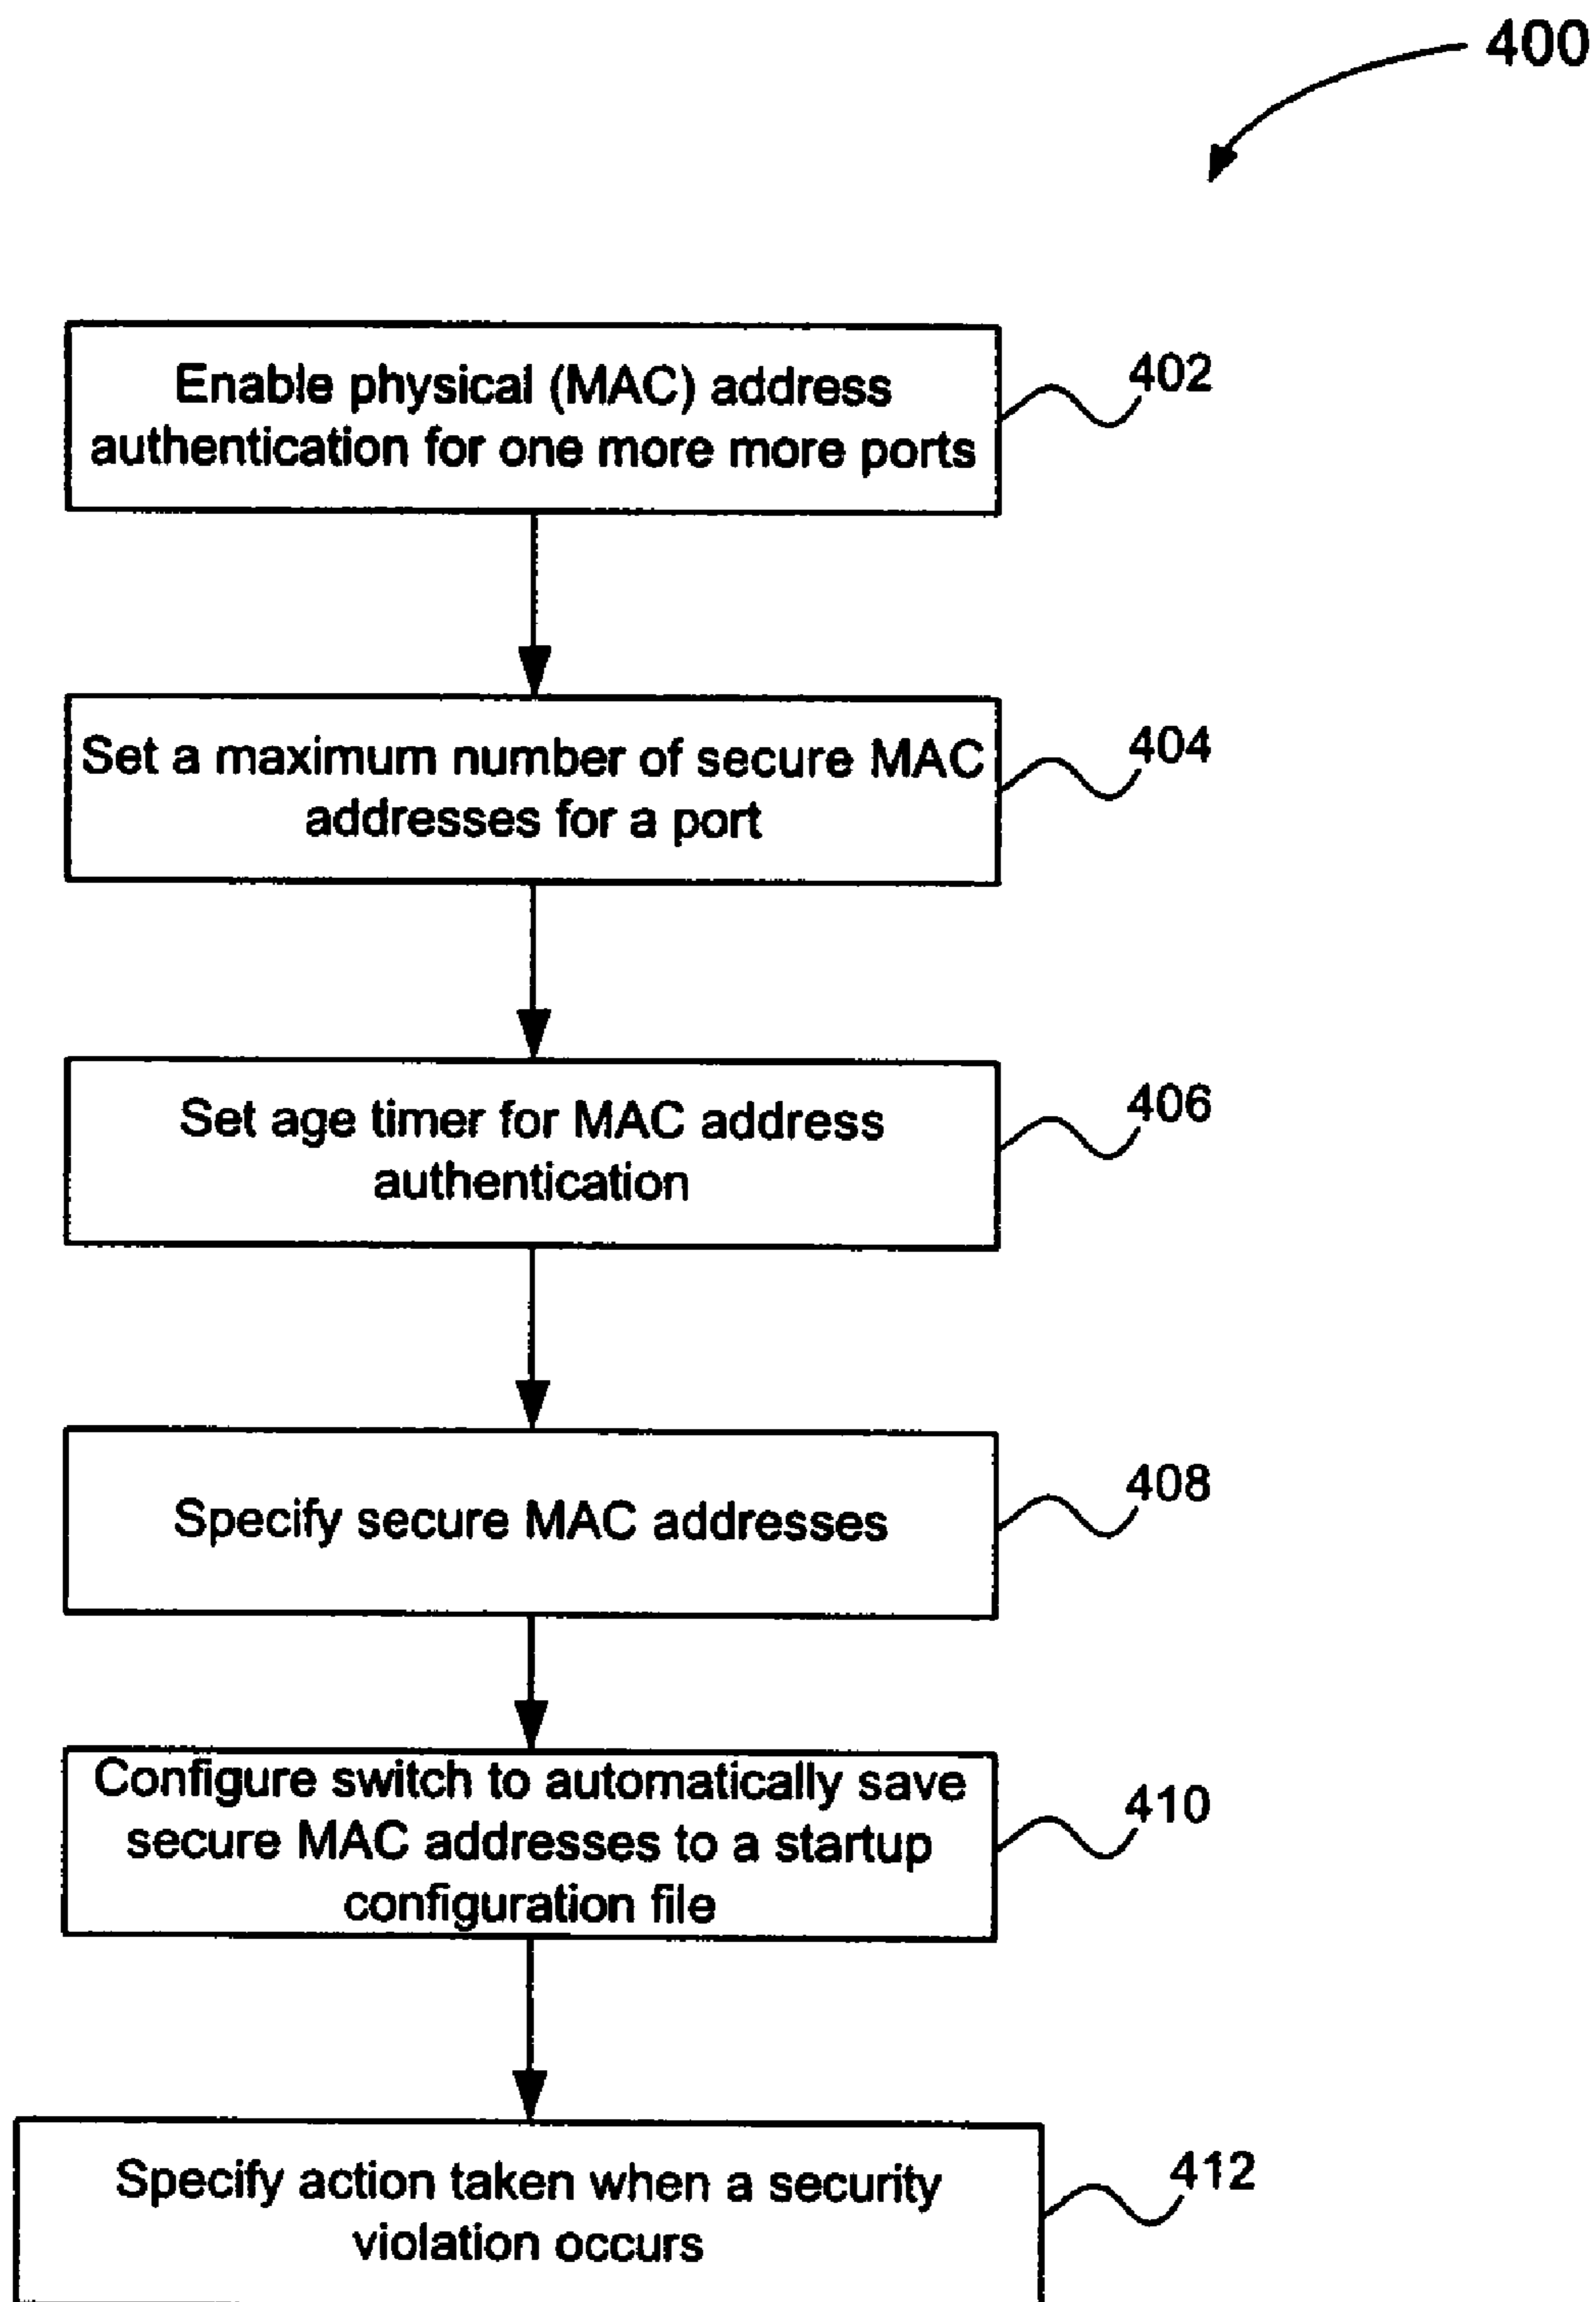 400
Enable physical (MAC) address
authentication for one more more ports
402
Set a maximum number of secure MAC
addresses for a port
404
Set age timer for MAC address
authentication
406
Specify secure MAC addresses
408
Configure switch to automatically save
secure MAC addresses to a startup
configuration file
410
Specify action taken when a security
violation occurs
412